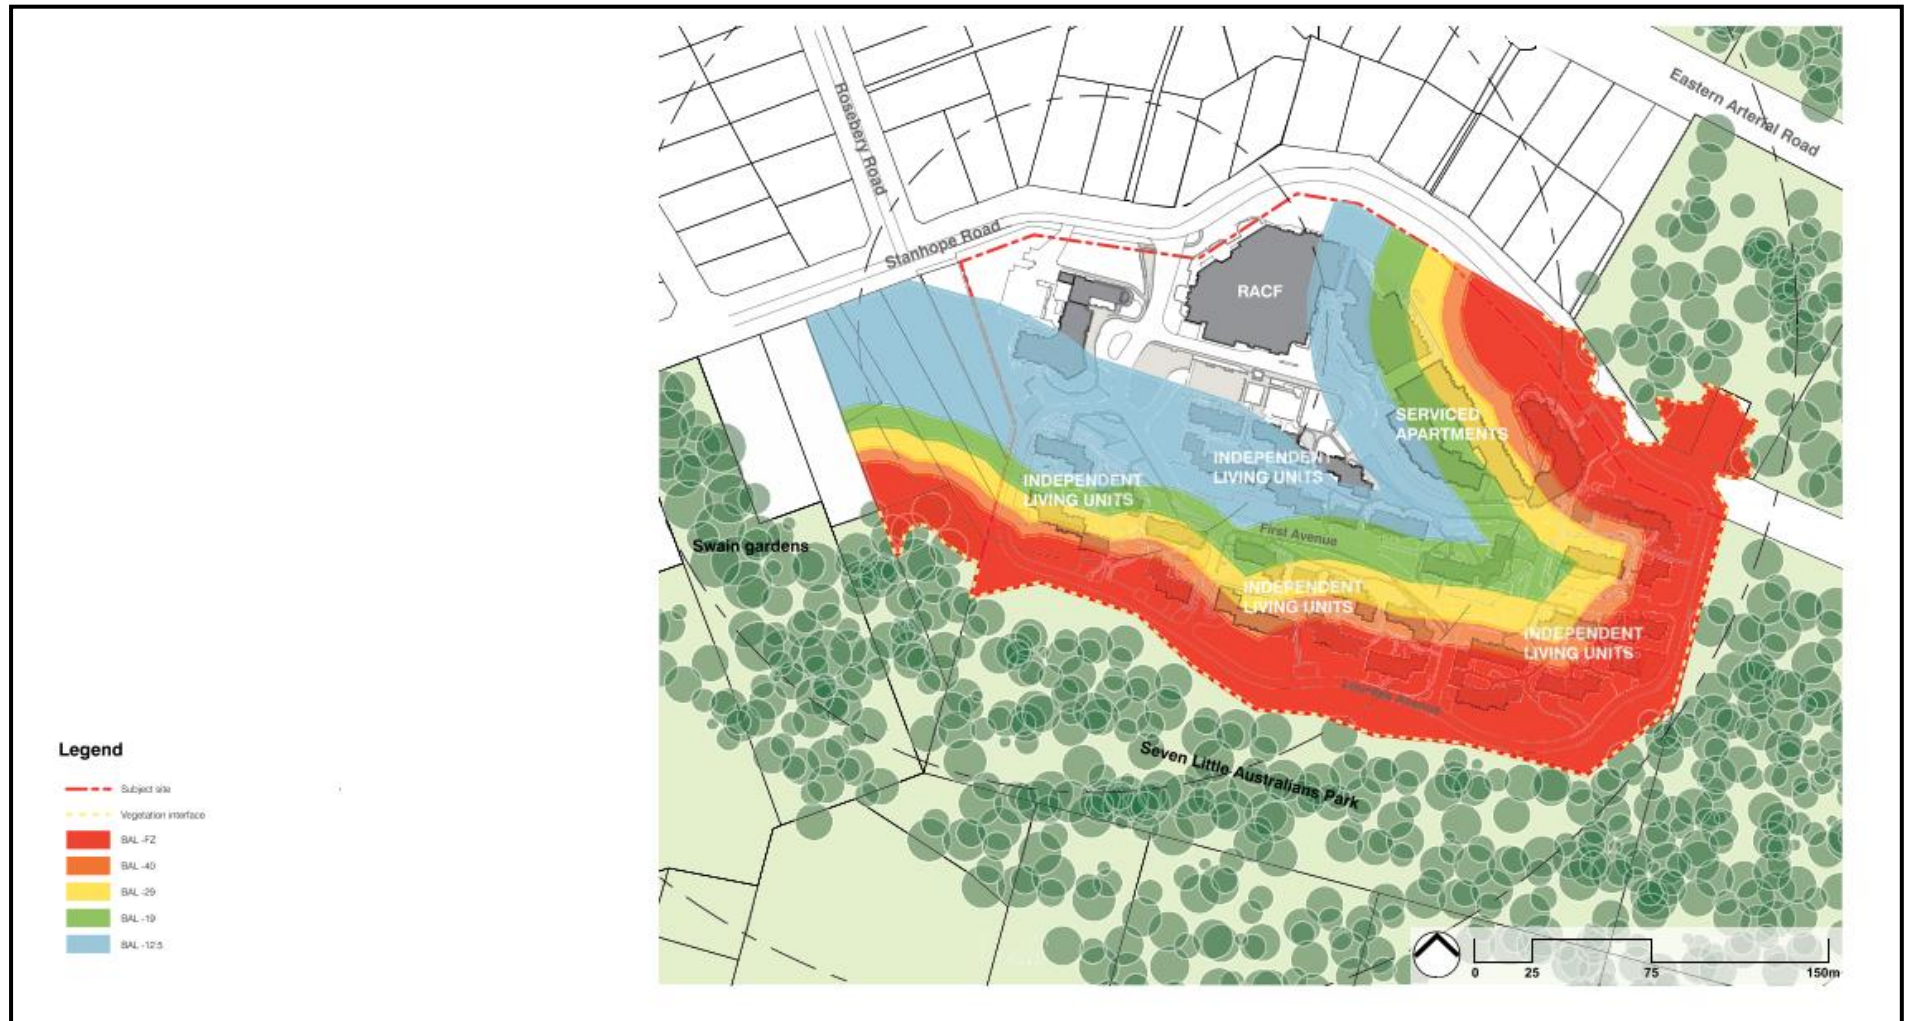 Eastern Arterial Road
Rosebery Road
Stanhope Road
RACF
SERVICED
APARTMENTS
INDEPENDENT
LIVING UNITS
INDEPENDENT
LIVING UNITS
First Avenue
Swain gardens
INDEPENDENT
LIVING UNITS
INDEPENDENT
LIVING UNITS
Lourdes Avenue
Seven Little Australians Park
Legend
Subject site
Vegetation interface
BAL -FZ
BAL -40
BAL -29
BAL -19
BAL -12.5
0 25 75 150m